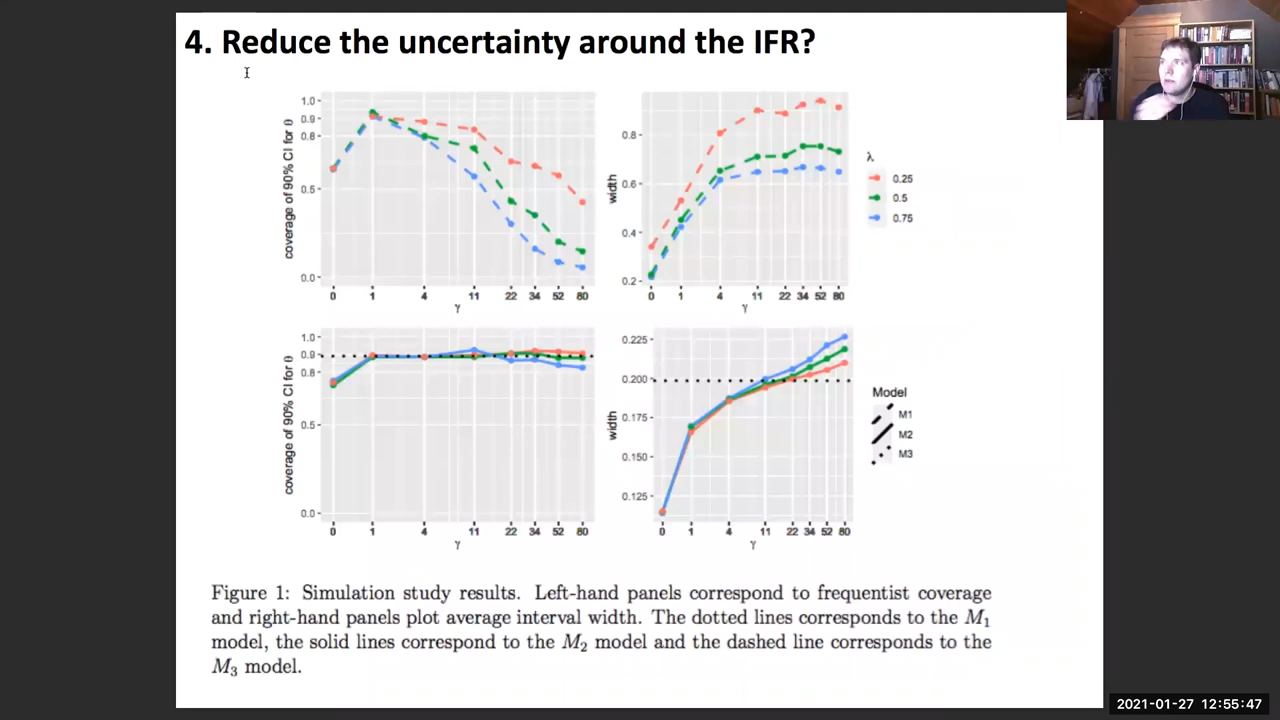 4. Reduce the uncertainty around the IFR?
coverage of 90% CI for θ
1.0
0.9
0.8
0.5
0.0
0 1 4 11 22 34 52 80
γ
width
0.8
0.6
0.4
0.2
0 1 4 11 22 34 52 80
γ
λ
0.25
0.5
0.75
coverage of 90% CI for θ
1.0
0.9
0.8
0.5
0.0
0 1 4 11 22 34 52 80
γ
width
0.225
0.200
0.175
0.150
0.125
0 1 4 11 22 34 52 80
γ
Model
M1
M2
M3
Figure 1: Simulation study results. Left-hand panels correspond to frequentist coverage
and right-hand panels plot average interval width. The dotted lines corresponds to the M₁
model, the solid lines correspond to the M₂ model and the dashed line corresponds to the
M₃ model.
2021-01-27 12:55:47